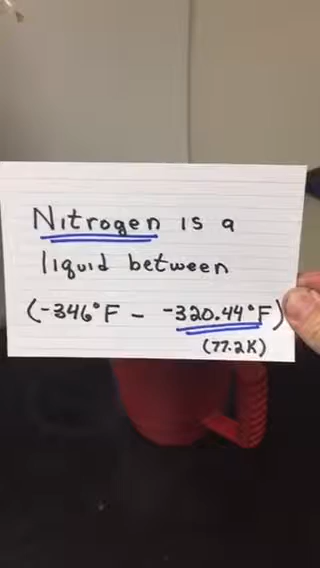 Nitrogen is a
liquid between
(-346°F - -320.44°F)
(77.2K)